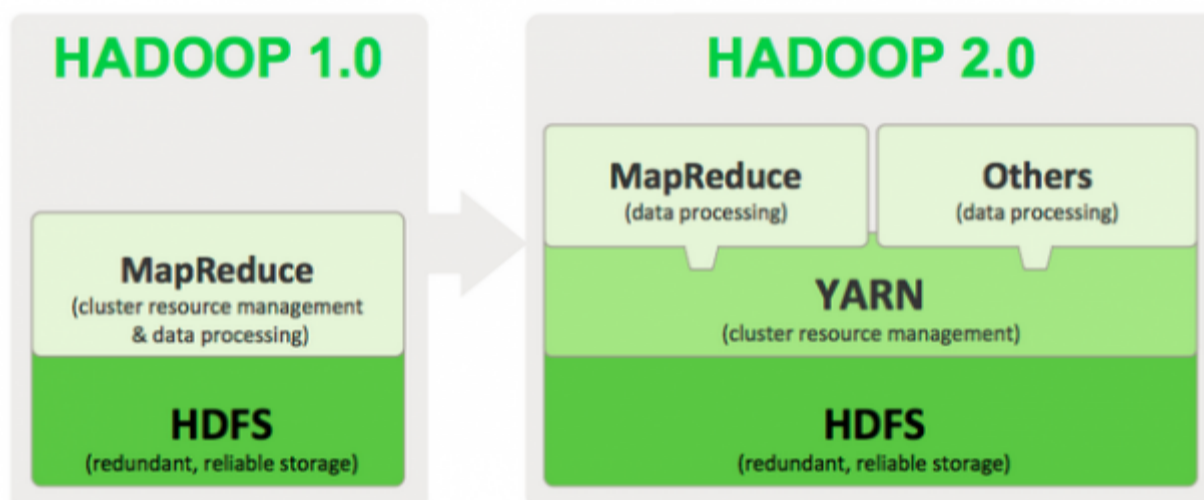 HADOOP 1.0
MapReduce
(cluster resource management
& data processing)
HDFS
(redundant, reliable storage)
HADOOP 2.0
MapReduce
(data processing)
Others
(data processing)
YARN
(cluster resource management)
HDFS
(redundant, reliable storage)